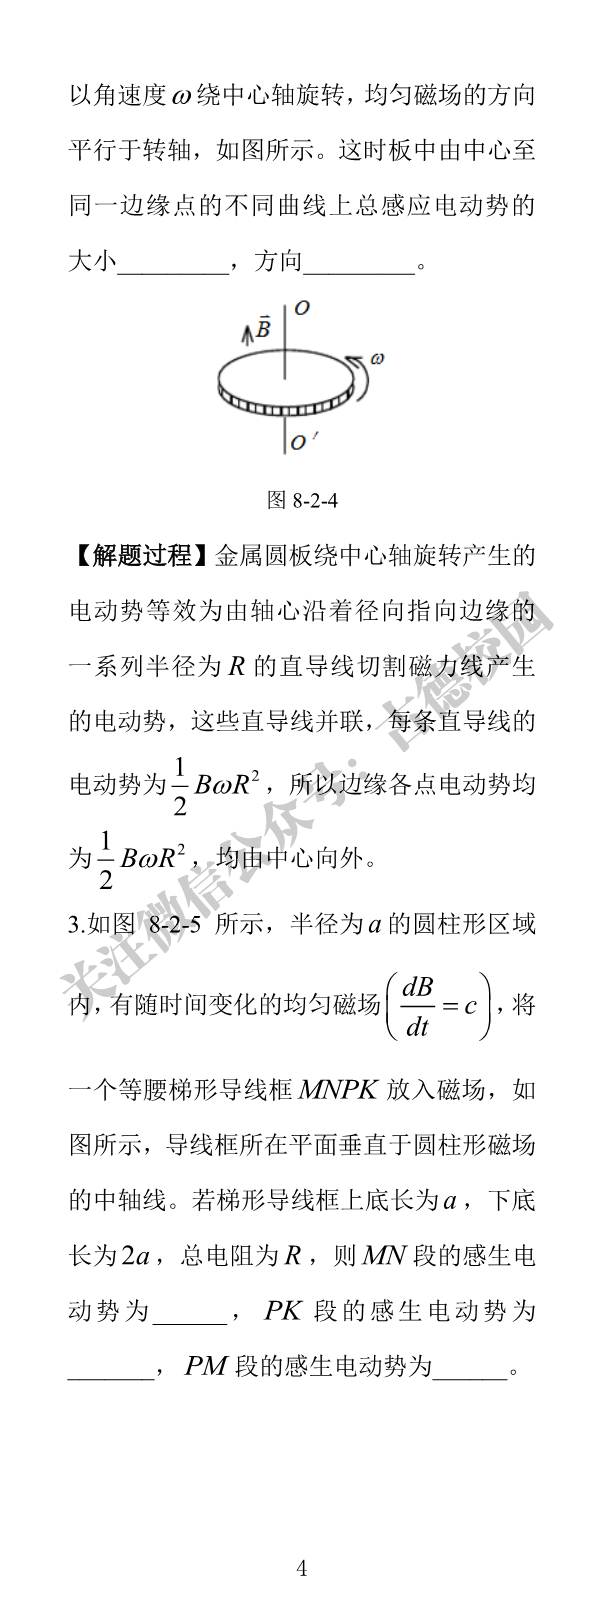 以角速度ω绕中心轴旋转，均匀磁场的方向
平行于转轴，如图所示。这时板中由中心至
同一边缘点的不同曲线上总感应电动势的
大小_________，方向_________。
O
B⃗
ω
O′
图 8-2-4
【解题过程】金属圆板绕中心轴旋转产生的
电动势等效为由轴心沿着径向指向边缘的
一系列半径为 R 的直导线切割磁力线产生
的电动势，这些直导线并联，每条直导线的
电动势为 1/2 BωR²，所以边缘各点电动势均
为 1/2 BωR²，均由中心向外。
3.如图 8-2-5 所示，半径为 a 的圆柱形区域
内，有随时间变化的均匀磁场(dB/dt = c)，将
一个等腰梯形导线框 MNPK 放入磁场，如
图所示，导线框所在平面垂直于圆柱形磁场
的中轴线。若梯形导线框上底长为 a，下底
长为 2a，总电阻为 R，则 MN 段的感生电
动势为______，PK 段的感生电动势为
_______，PM 段的感生电动势为______。
关注微信公众号：古德校园
4